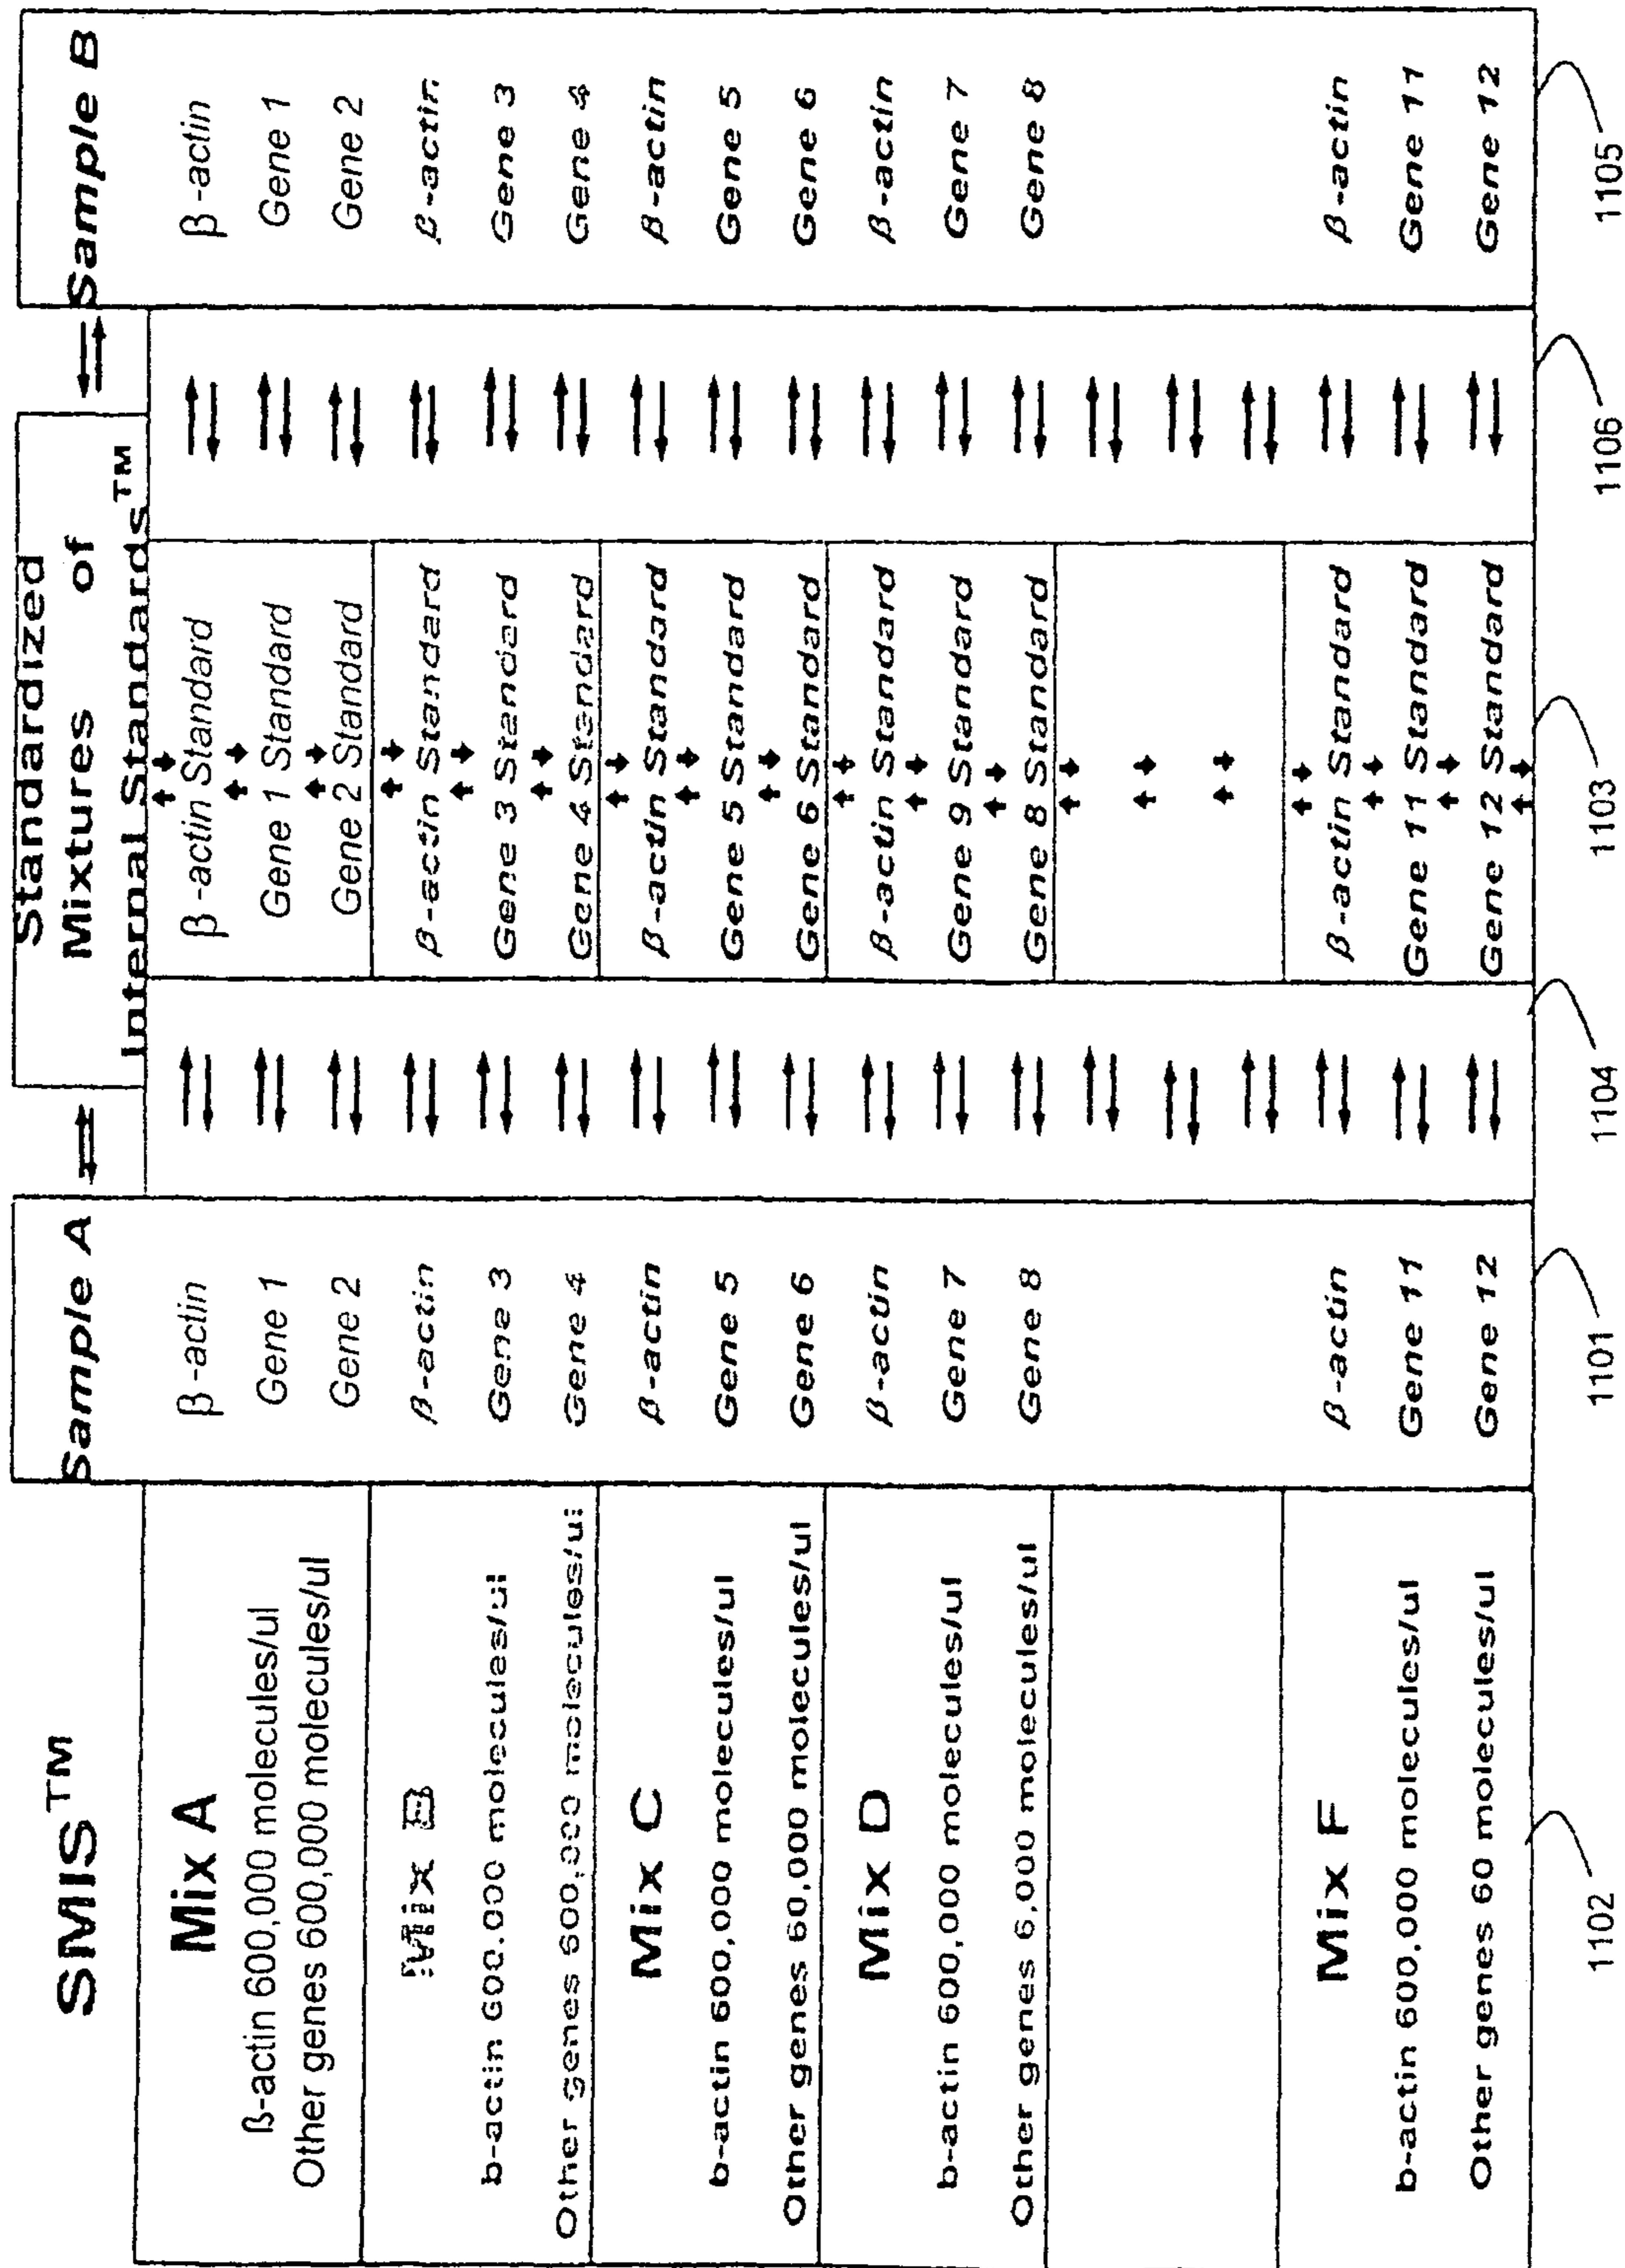 SMIS™
Sample A
Standardized
Mixtures of
Internal Standards™
Sample B
Mix A
ß-actin 600,000 molecules/ul
Other genes 600,000 molecules/ul
β-actin
Gene 1
Gene 2
β-actin Standard
Gene 1 Standard
Gene 2 Standard
β-actin
Gene 1
Gene 2
Mix B
b-actin 600.000 molecules/ul
Other genes 600,000 molecules/ul
β-actin
Gene 3
Gene 4
β-actin Standard
Gene 3 Standard
Gene 4 Standard
β-actin
Gene 3
Gene 4
Mix C
b-actin 600,000 molecules/ul
Other genes 60,000 molecules/ul
β-actin
Gene 5
Gene 6
β-actin Standard
Gene 5 Standard
Gene 6 Standard
β-actin
Gene 5
Gene 6
Mix D
b-actin 600,000 molecules/ul
Other genes 6,000 molecules/ul
β-actin
Gene 7
Gene 8
β-actin Standard
Gene 9 Standard
Gene 8 Standard
β-actin
Gene 7
Gene 8
Mix F
b-actin 600,000 molecules/ul
Other genes 60 molecules/ul
β-actin
Gene 11
Gene 12
β-actin Standard
Gene 11 Standard
Gene 12 Standard
β-actin
Gene 11
Gene 12
1102
1101
1104
1103
1106
1105